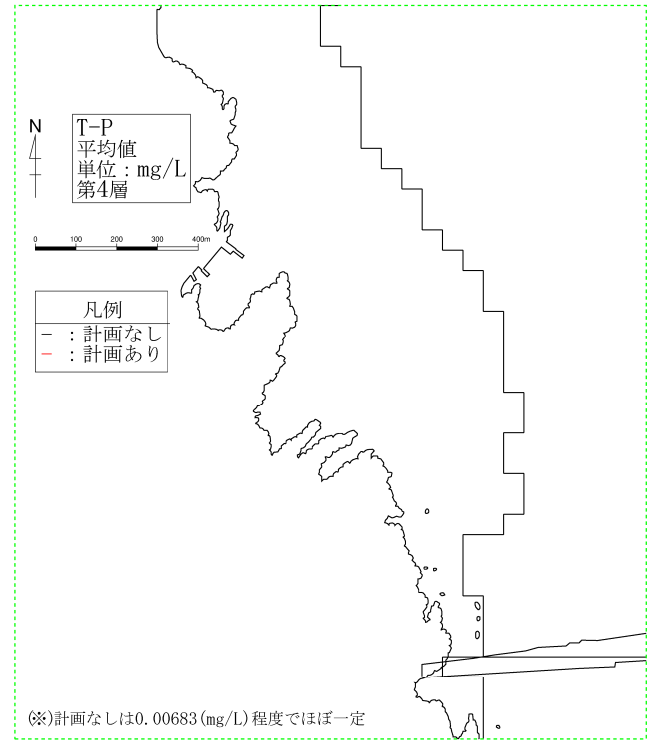 N
T-P
平均値
単位：mg/L
第4層
0 100 200 300 400m
凡例
－ ：計画なし
－ ：計画あり
(※)計画なしは0.00683(mg/L)程度でほぼ一定